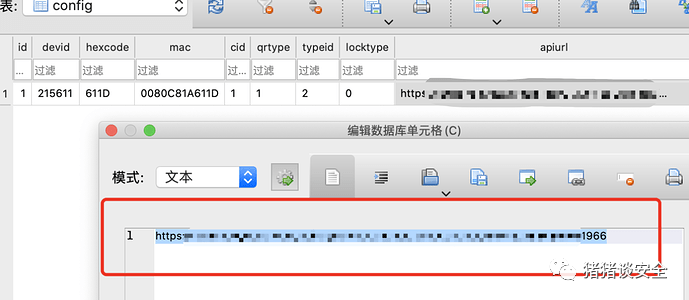 表: config
id devid hexcode mac cid qrtype typeid locktype apiurl
... 过滤 过滤 过滤 过... 过滤 过滤 过滤 过滤
1 1 215611 611D 0080C81A611D 1 1 2 0 https ...
编辑数据库单元格 (C)
模式: 文本
1 https: 1966
猪猪谈安全